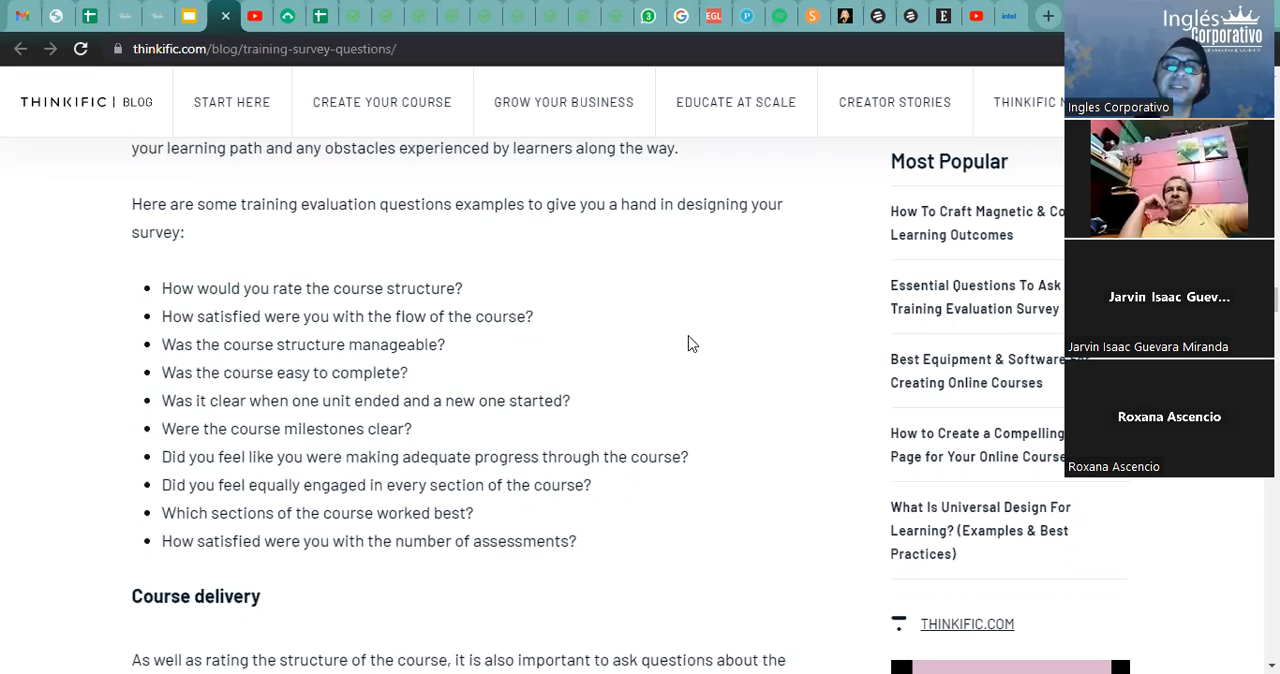 3
EGL
P
S
E
intel
thinkific.com/blog/training-survey-questions/
THINKIFIC | BLOG
START HERE
CREATE YOUR COURSE
GROW YOUR BUSINESS
EDUCATE AT SCALE
CREATOR STORIES
THINKIFIC
your learning path and any obstacles experienced by learners along the way.
Here are some training evaluation questions examples to give you a hand in designing your
survey:
• How would you rate the course structure?
• How satisfied were you with the flow of the course?
• Was the course structure manageable?
• Was the course easy to complete?
• Was it clear when one unit ended and a new one started?
• Were the course milestones clear?
• Did you feel like you were making adequate progress through the course?
• Did you feel equally engaged in every section of the course?
• Which sections of the course worked best?
• How satisfied were you with the number of assessments?
Course delivery
As well as rating the structure of the course, it is also important to ask questions about the
Most Popular
How To Craft Magnetic & Co
Learning Outcomes
Essential Questions To Ask
Training Evaluation Survey
Best Equipment & Software For
Creating Online Courses
How to Create a Compelling
Page for Your Online Course
What Is Universal Design For
Learning? (Examples & Best
Practices)
THINKIFIC.COM
Inglés
Corporativo
Ingles Corporativo
Jarvin Isaac Guev...
Jarvin Isaac Guevara Miranda
Roxana Ascencio
Roxana Ascencio